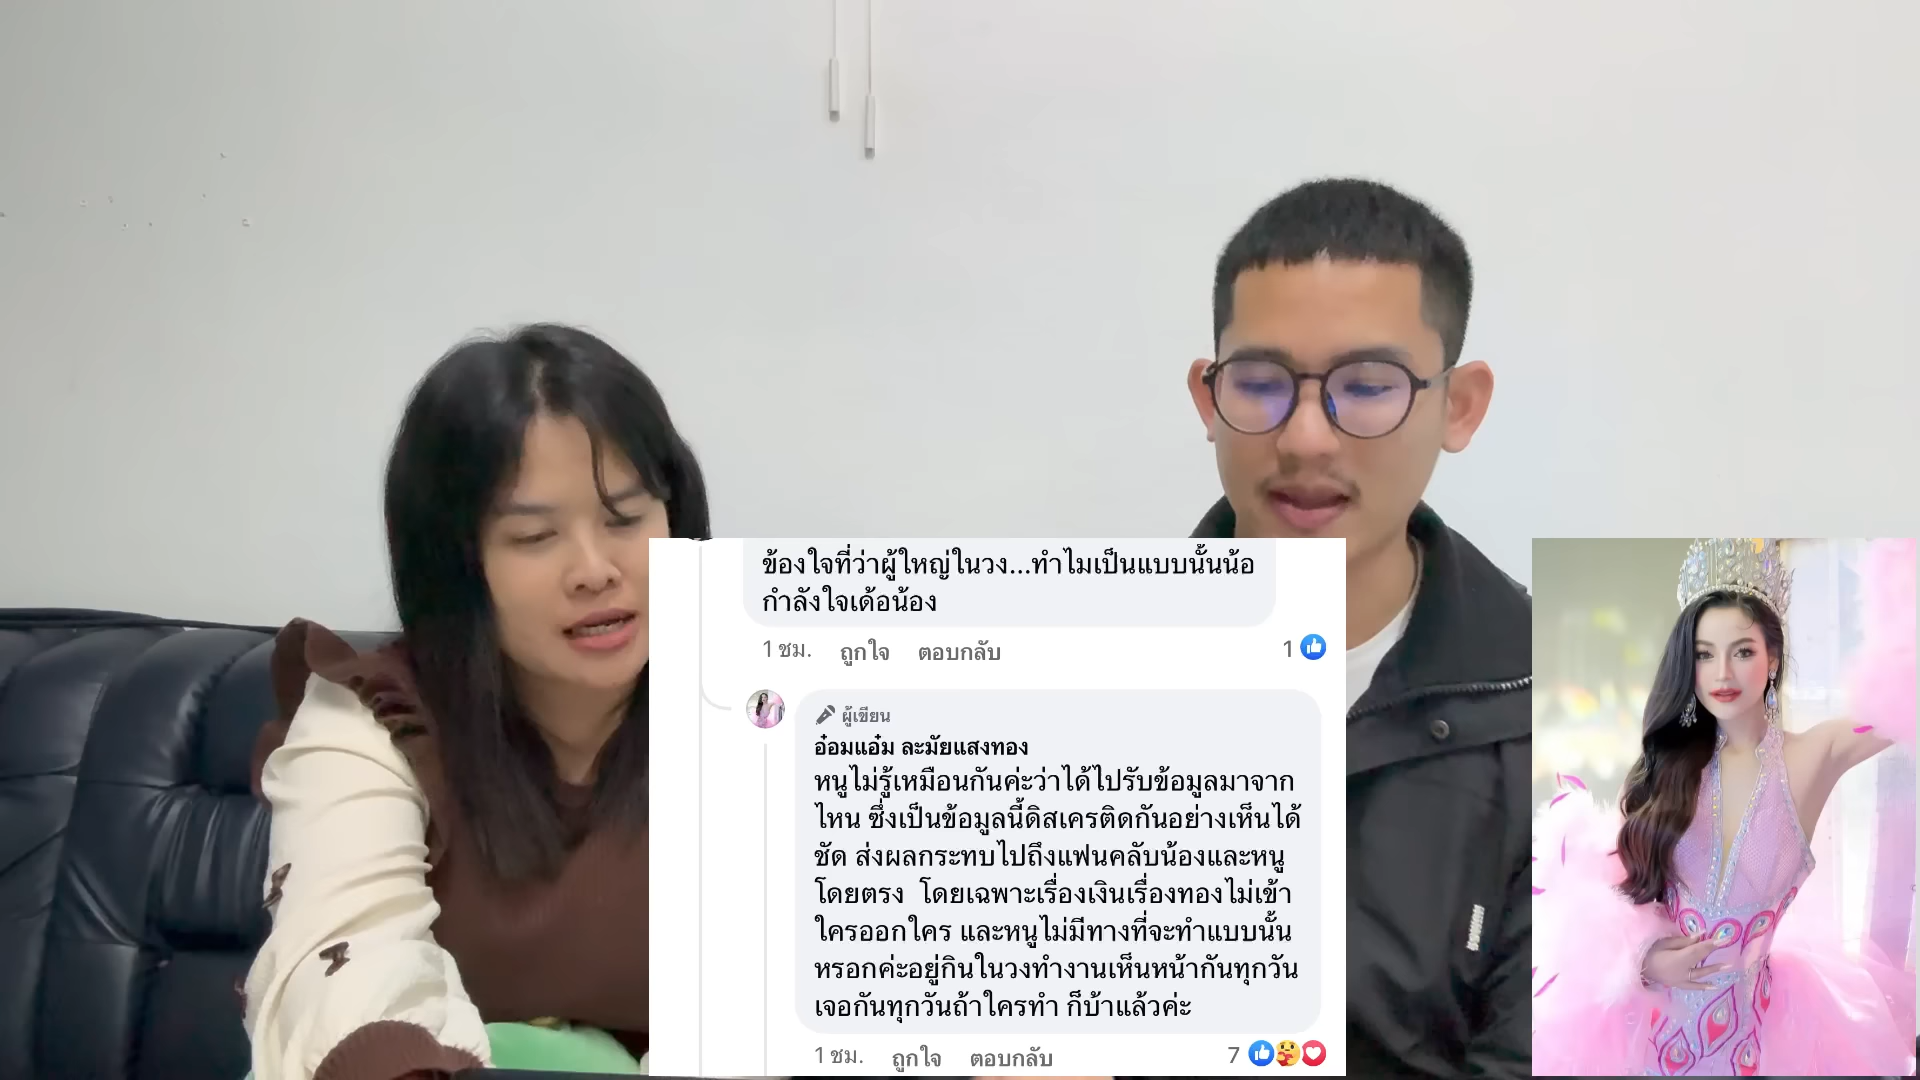 ข้องใจที่ว่าผู้ใหญ่ในวง...ทำไมเป็นแบบนั้นน้อ
กำลังใจเด้อน้อง
1 ชม. ถูกใจ ตอบกลับ 1
ผู้เขียน
อ๋อมแอ๋ม ละมัยแสงทอง
หนูไม่รู้เหมือนกันค่ะว่าได้ไปรับข้อมูลมาจาก
ไหน ซึ่งเป็นข้อมูลนี้ดิสเครติดกันอย่างเห็นได้
ชัด ส่งผลกระทบไปถึงแฟนคลับน้องและหนู
โดยตรง โดยเฉพาะเรื่องเงินเรื่องทองไม่เข้า
ใครออกใคร และหนูไม่มีทางที่จะทำแบบนั้น
หรอกค่ะอยู่กินในวงทำงานเห็นหน้ากันทุกวัน
เจอกันทุกวันถ้าใครทำ ก็บ้าแล้วค่ะ
1 ชม. ถูกใจ ตอบกลับ 7